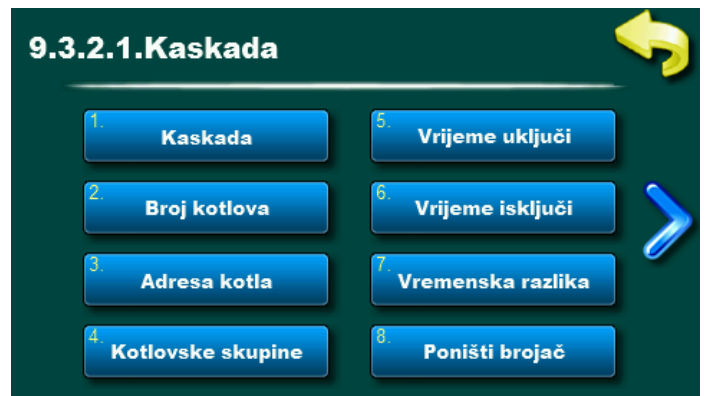 9.3.2.1.Kaskada
1.
Kaskada
2.
Broj kotlova
3.
Adresa kotla
4.
Kotlovske skupine
5.
Vrijeme uključi
6.
Vrijeme isključi
7.
Vremenska razlika
8.
Poništi brojač